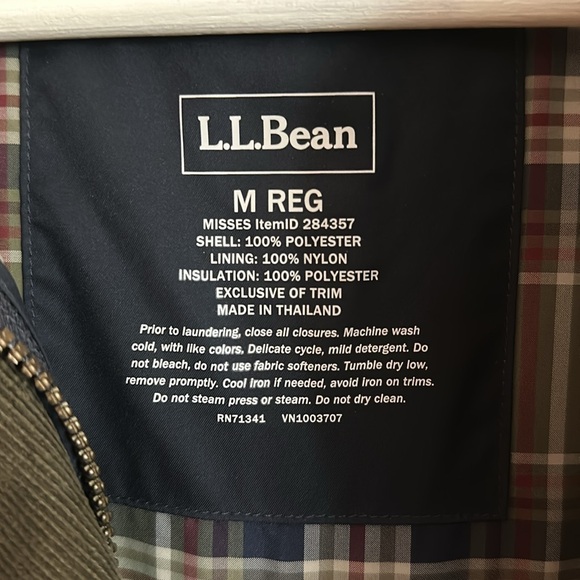 L.L.Bean
M REG
MISSES ItemID 284357
SHELL: 100% POLYESTER
LINING: 100% NYLON
INSULATION: 100% POLYESTER
EXCLUSIVE OF TRIM
MADE IN THAILAND
Prior to laundering, close all closures. Machine wash
cold, with like colors. Delicate cycle, mild detergent. Do
not bleach, do not use fabric softeners. Tumble dry low,
remove promptly. Cool iron if needed, avoid iron on trims.
Do not steam press or steam. Do not dry clean.
RN71341 VN1003707